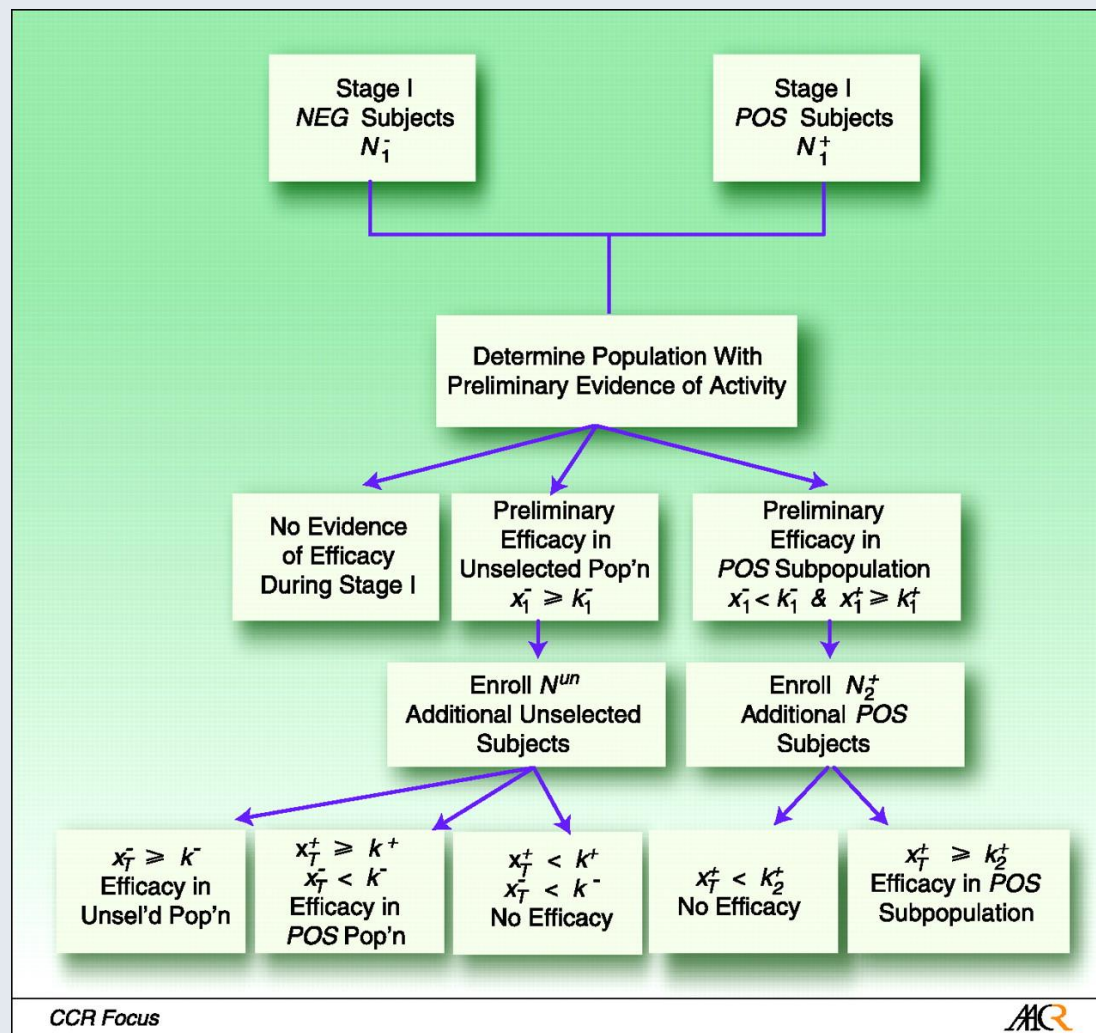 Stage I
NEG Subjects
N₁⁻
Stage I
POS Subjects
N₁⁺
Determine Population With
Preliminary Evidence of Activity
No Evidence
of Efficacy
During Stage I
Preliminary
Efficacy in
Unselected Pop'n
x₁⁻ ⩾ k₁⁻
Preliminary
Efficacy in
POS Subpopulation
x₁⁻ < k₁⁻ & x₁⁺ ⩾ k₁⁺
Enroll Nᵘⁿ
Additional Unselected
Subjects
Enroll N₂⁺
Additional POS
Subjects
x_T⁻ ⩾ k⁻
Efficacy in
Unsel'd Pop'n
x_T⁺ ⩾ k⁺
x_T⁻ < k⁻
Efficacy in
POS Pop'n
x_T⁺ < k⁺
x_T⁻ < k⁻
No Efficacy
x_T⁺ < k₂⁺
No Efficacy
x_T⁺ ⩾ k₂⁺
Efficacy in POS
Subpopulation
CCR Focus
AACR